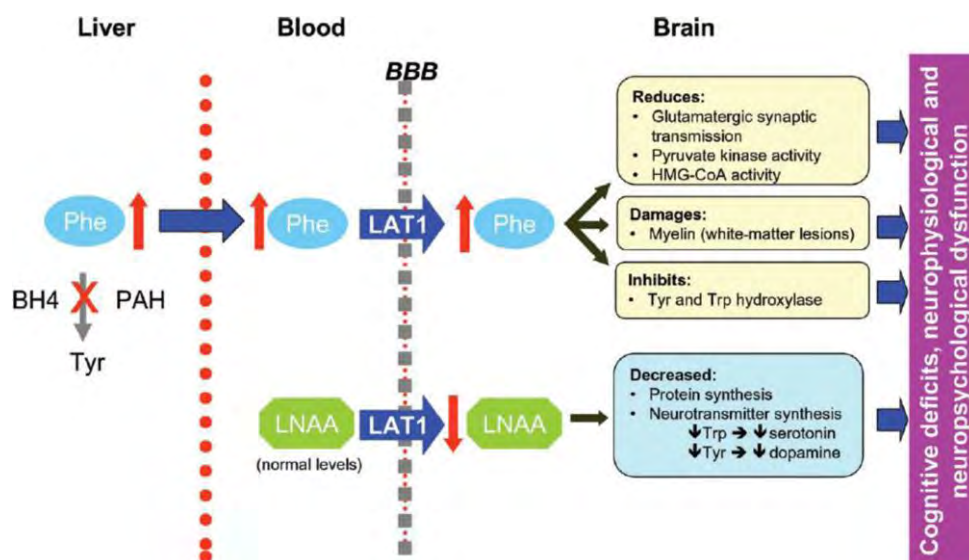 Liver
Blood
Brain
BBB
Phe
Phe
LAT1
Phe
BH4
PAH
Tyr
Reduces:
• Glutamatergic synaptic
transmission
• Pyruvate kinase activity
• HMG-CoA activity
Damages:
• Myelin (white-matter lesions)
Inhibits:
• Tyr and Trp hydroxylase
LNAA
(normal levels)
LAT1
LNAA
Decreased:
• Protein synthesis
• Neurotransmitter synthesis
↓Trp → ↓ serotonin
↓Tyr → ↓ dopamine
Cognitive deficits, neurophysiological and
neuropsychological dysfunction